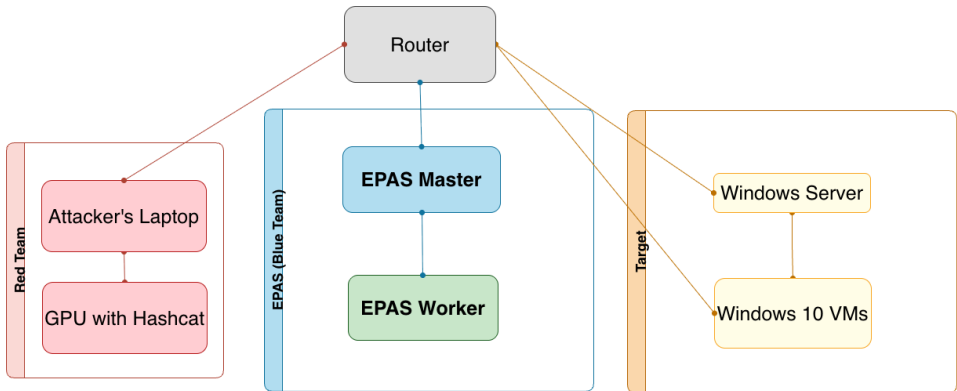 Router
Red Team
Attacker's Laptop
GPU with Hashcat
EPAS (Blue Team)
EPAS Master
EPAS Worker
Target
Windows Server
Windows 10 VMs